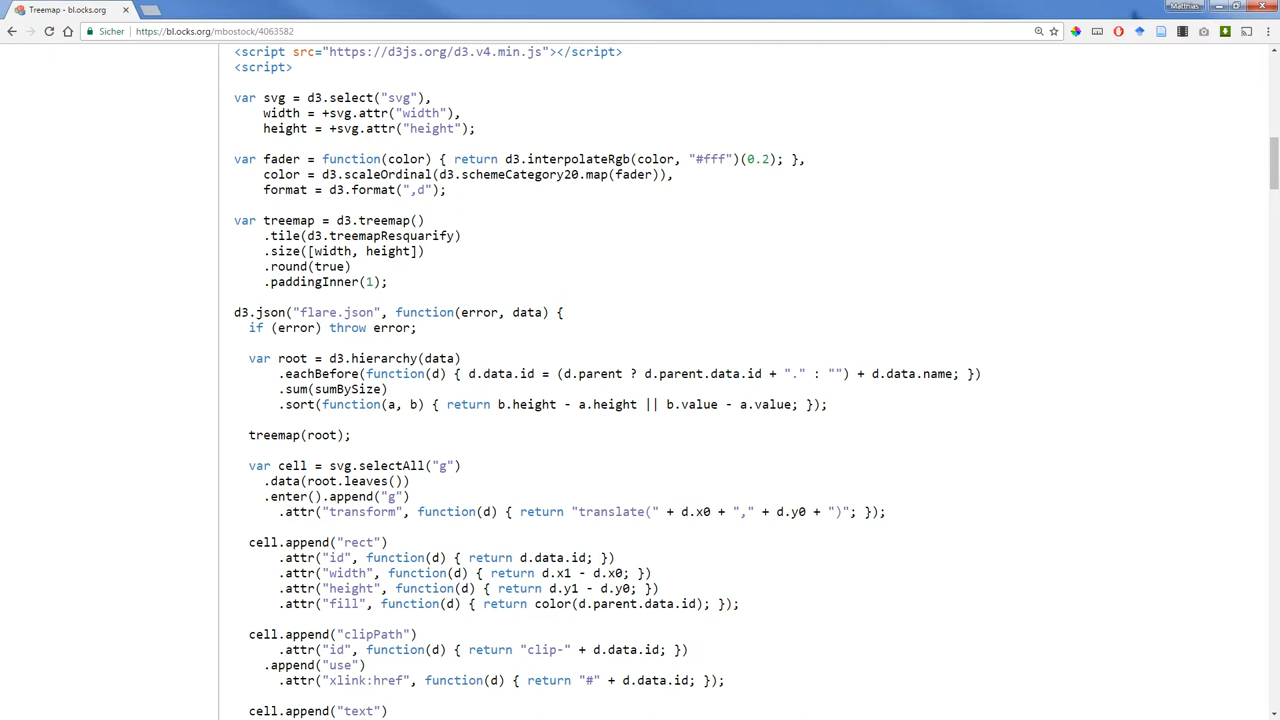 Treemap - bl.ocks.org
Matthias
Sicher
https://bl.ocks.org/mbostock/4063582
<script src="https://d3js.org/d3.v4.min.js"></script>
<script>
var svg = d3.select("svg"),
    width = +svg.attr("width"),
    height = +svg.attr("height");
var fader = function(color) { return d3.interpolateRgb(color, "#fff")(0.2); },
    color = d3.scaleOrdinal(d3.schemeCategory20.map(fader)),
    format = d3.format(",d");
var treemap = d3.treemap()
    .tile(d3.treemapResquarify)
    .size([width, height])
    .round(true)
    .paddingInner(1);
d3.json("flare.json", function(error, data) {
  if (error) throw error;
  var root = d3.hierarchy(data)
      .eachBefore(function(d) { d.data.id = (d.parent ? d.parent.data.id + "." : "") + d.data.name; })
      .sum(sumBySize)
      .sort(function(a, b) { return b.height - a.height || b.value - a.value; });
  treemap(root);
  var cell = svg.selectAll("g")
    .data(root.leaves())
    .enter().append("g")
      .attr("transform", function(d) { return "translate(" + d.x0 + "," + d.y0 + ")"; });
  cell.append("rect")
      .attr("id", function(d) { return d.data.id; })
      .attr("width", function(d) { return d.x1 - d.x0; })
      .attr("height", function(d) { return d.y1 - d.y0; })
      .attr("fill", function(d) { return color(d.parent.data.id); });
  cell.append("clipPath")
      .attr("id", function(d) { return "clip-" + d.data.id; })
    .append("use")
      .attr("xlink:href", function(d) { return "#" + d.data.id; });
  cell.append("text")